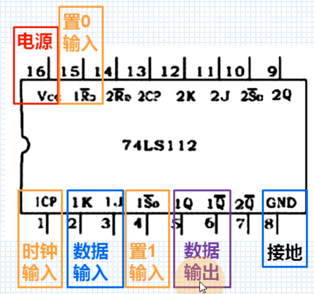 置0
电源 输入
16 15 14 13 12 11 10 9
Vcc 1R̅ᴅ 2R̅ᴅ 2CP 2K 2J 2S̅ᴅ 2Q
74LS112
1CP 1K 1J 1S̅ᴅ 1Q 1Q̅ 2Q̅ GND
1 2 3 4 5 6 7 8
时钟 数据 置1 数据 接地
输入 输入 输入 输出